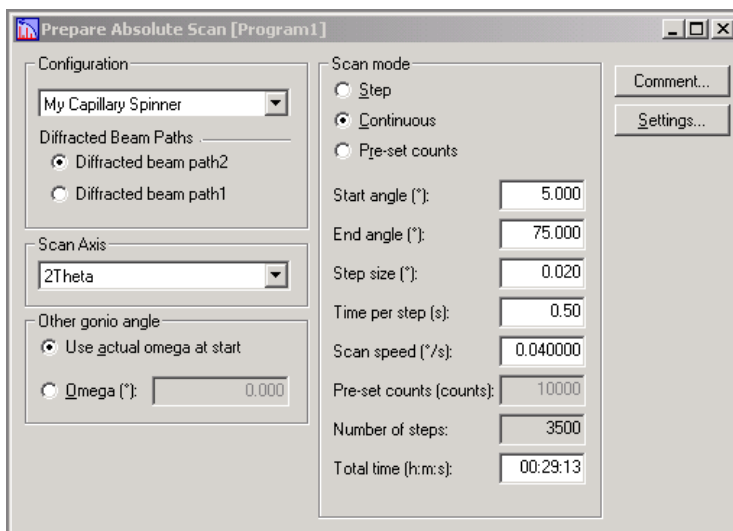 Prepare Absolute Scan [Program1]
Configuration
My Capillary Spinner
Diffracted Beam Paths
Diffracted beam path2
Diffracted beam path1
Scan Axis
2Theta
Other gonio angle
Use actual omega at start
Omega (°): 0.000
Scan mode
Step
Continuous
Pre-set counts
Start angle (°): 5.000
End angle (°): 75.000
Step size (°): 0.020
Time per step (s): 0.50
Scan speed (°/s): 0.040000
Pre-set counts (counts): 10000
Number of steps: 3500
Total time (h:m:s): 00:29:13
Comment...
Settings...